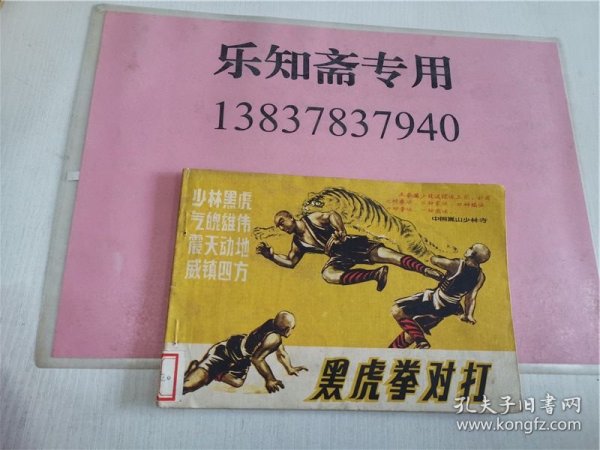 乐知斋专用
13837837940
少林黑虎
气魄雄伟
震天动地
威镇四方
中国嵩山少林寺
黑虎拳对打
孔夫子旧书网
www.kongfz.com